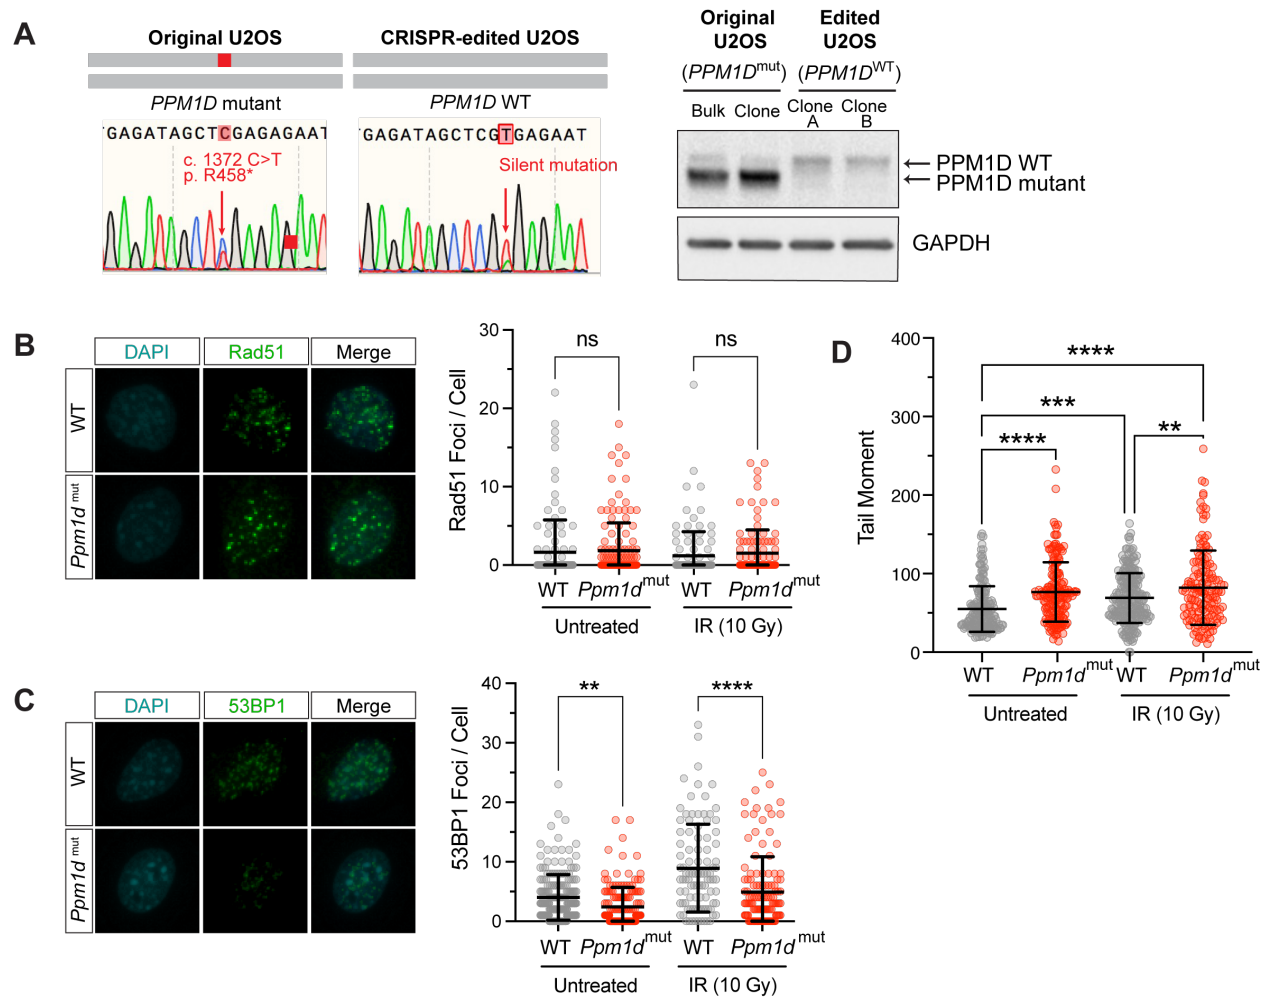 A
Original U2OS
CRISPR-edited U2OS
PPM1D mutant
PPM1D WT
GAGATAGCTCGAGAGAAT
GAGATAGCTCGTGAGAAT
c. 1372 C>T
p. R458*
Silent mutation
Original
U2OS
Edited
U2OS
(PPM1Dmut)
(PPM1DWT)
Bulk
Clone
Clone
A
Clone
B
PPM1D WT
PPM1D mutant
GAPDH
B
DAPI
Rad51
Merge
WT
Ppm1d mut
Rad51 Foci / Cell
30
20
10
0
ns
ns
WT
Ppm1dmut
WT
Ppm1dmut
Untreated
IR (10 Gy)
C
DAPI
53BP1
Merge
WT
Ppm1d mut
53BP1 Foci / Cell
40
30
20
10
0
**
****
WT
Ppm1dmut
WT
Ppm1dmut
Untreated
IR (10 Gy)
D
Tail Moment
400
300
200
100
0
****
***
****
**
WT
Ppm1dmut
WT
Ppm1dmut
Untreated
IR (10 Gy)